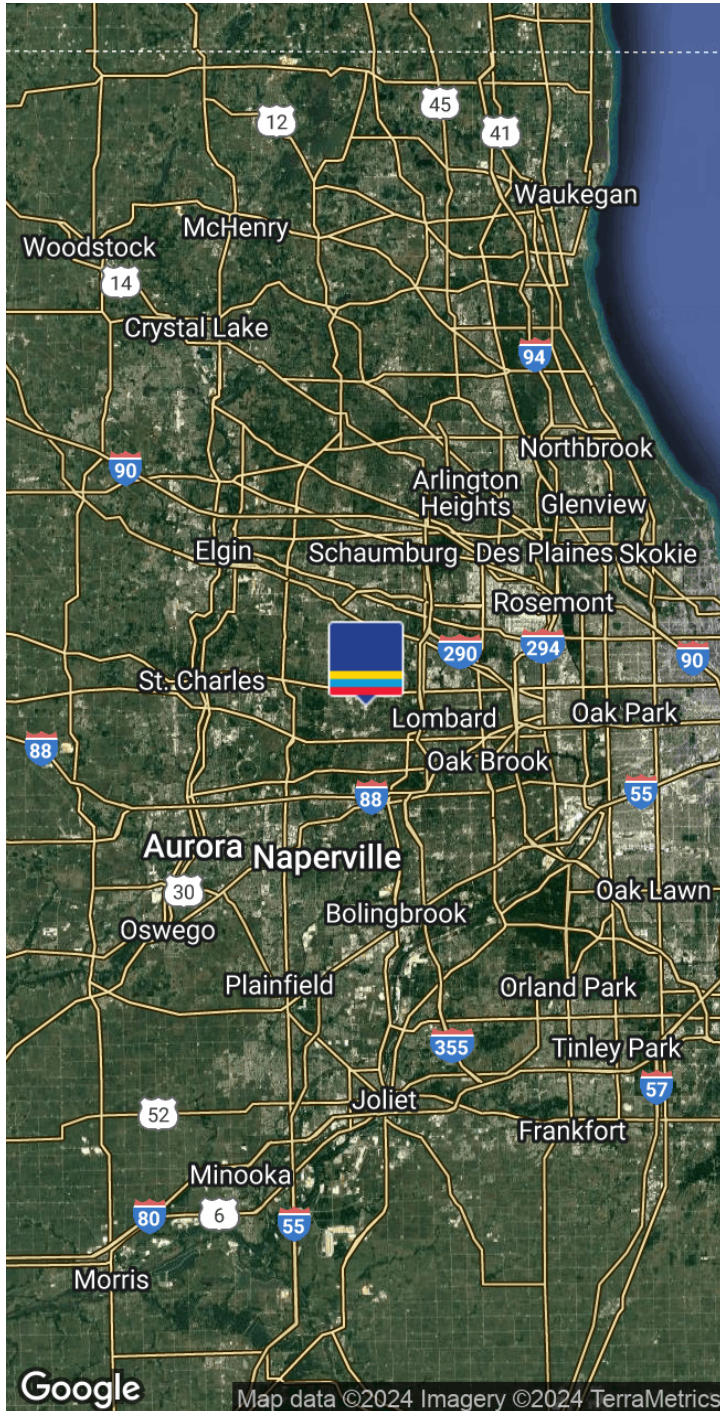 45
12
41
Waukegan
McHenry
Woodstock
14
Crystal Lake
94
Northbrook
90
Arlington
Heights
Glenview
Elgin
Schaumburg
Des Plaines
Skokie
Rosemont
290
294
90
St. Charles
Lombard
Oak Park
88
Oak Brook
88
55
Aurora
Naperville
30
Oak Lawn
Bolingbrook
Oswego
Plainfield
Orland Park
355
Tinley Park
57
Joliet
52
Frankfort
Minooka
80
6
55
Morris
Google
Map data ©2024 Imagery ©2024 TerraMetrics